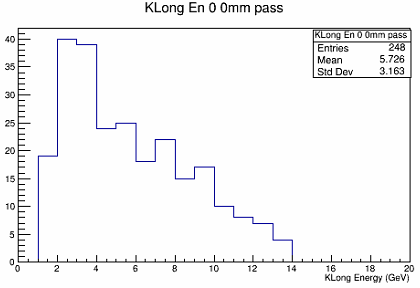 KLong En 0 0mm pass
KLong En 0 0mm pass
Entries 248
Mean 5.726
Std Dev 3.163
40
35
30
25
20
15
10
5
0
0 2 4 6 8 10 12 14 16 18 20
KLong Energy (GeV)